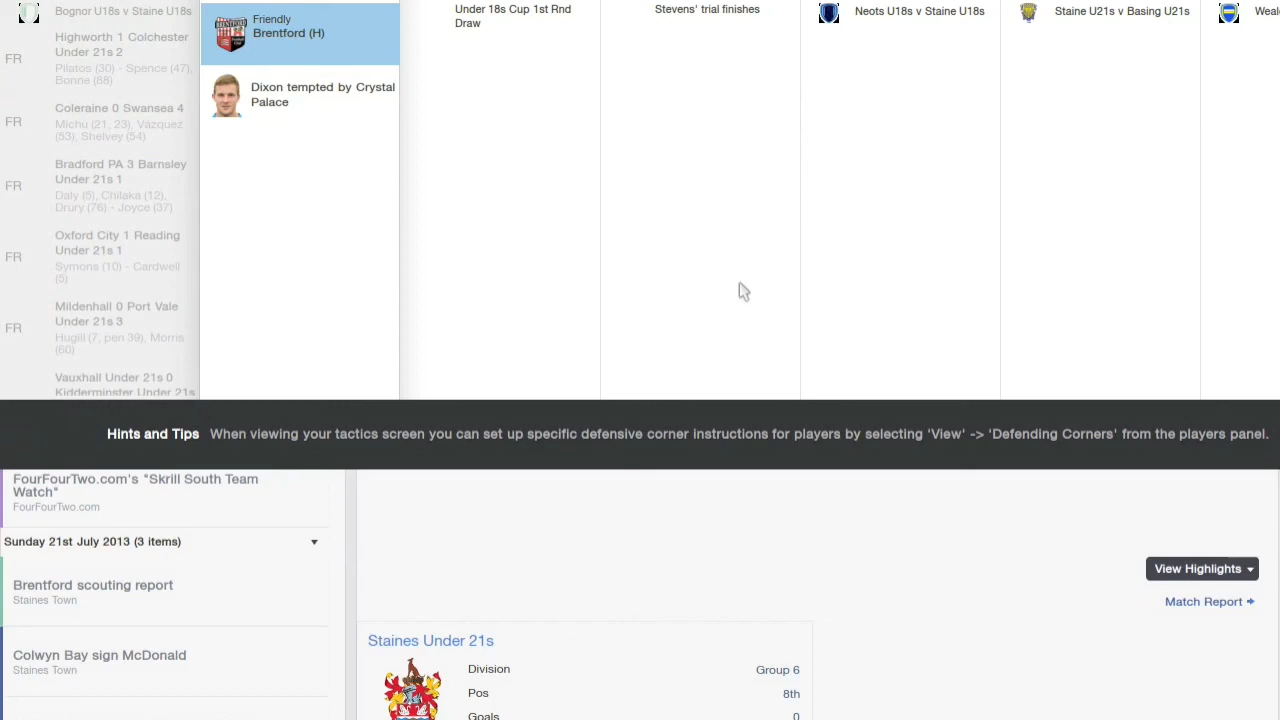 Bognor U18s v Staine U18s
FR
Highworth 1 Colchester
Under 21s 2
Pilatos (30) - Spence (47),
Bonne (88)
FR
Coleraine 0 Swansea 4
Michu (21, 23), Vázquez
(53), Shelvey (54)
FR
Bradford PA 3 Barnsley
Under 21s 1
Daly (5), Chilaka (12),
Drury (76) - Joyce (37)
FR
Oxford City 1 Reading
Under 21s 1
Symons (10) - Cardwell
(5)
FR
Mildenhall 0 Port Vale
Under 21s 3
Hugill (7, pen 39), Morris
(60)
Vauxhall Under 21s 0
Kidderminster Under 21s
Friendly
Brentford (H)
Dixon tempted by Crystal
Palace
Under 18s Cup 1st Rnd
Draw
Stevens' trial finishes
Neots U18s v Staine U18s
Staine U21s v Basing U21s
Weal
Hints and Tips When viewing your tactics screen you can set up specific defensive corner instructions for players by selecting 'View' -> 'Defending Corners' from the players panel.
FourFourTwo.com's "Skrill South Team
Watch"
FourFourTwo.com
Sunday 21st July 2013 (3 items)
Brentford scouting report
Staines Town
Colwyn Bay sign McDonald
Staines Town
View Highlights
Match Report
Staines Under 21s
Division Group 6
Pos 8th
Goals 0